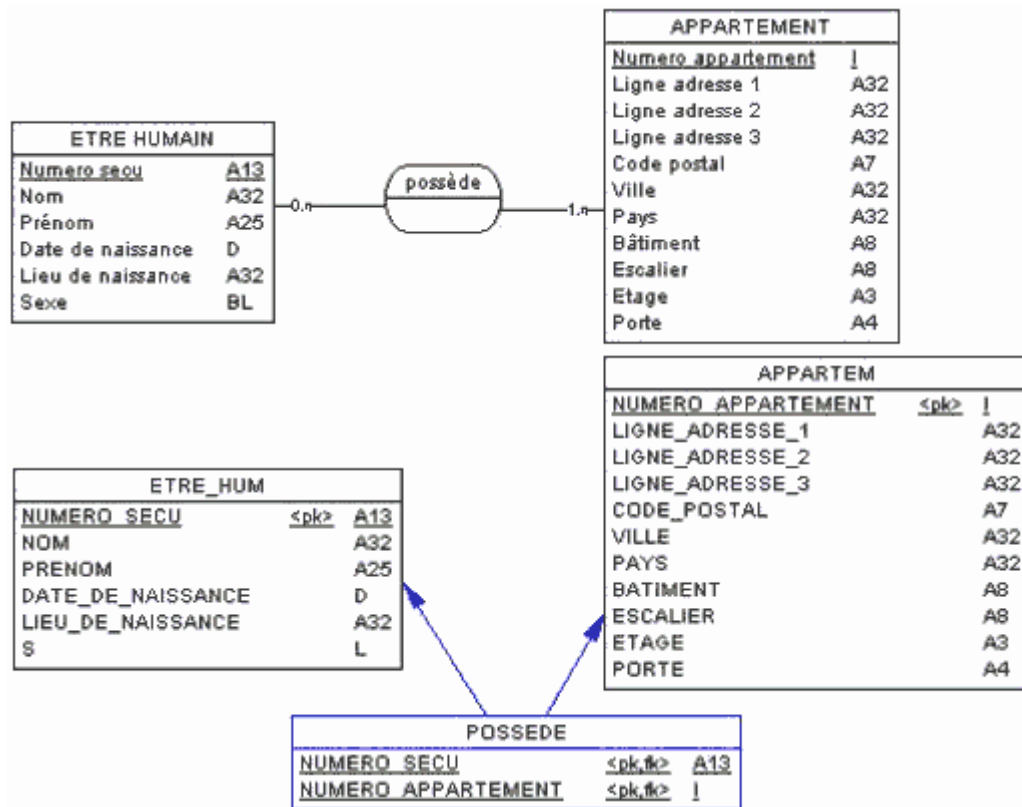 APPARTEMENT
Numero appartement I
Ligne adresse 1 A32
Ligne adresse 2 A32
Ligne adresse 3 A32
Code postal A7
Ville A32
Pays A32
Bâtiment A8
Escalier A8
Etage A3
Porte A4
ETRE HUMAIN
Numero secu A13
Nom A32
Prénom A25
Date de naissance D
Lieu de naissance A32
Sexe BL
0.n
possède
1.n
APPARTEM
NUMERO_APPARTEMENT <pk> I
LIGNE_ADRESSE_1 A32
LIGNE_ADRESSE_2 A32
LIGNE_ADRESSE_3 A32
CODE_POSTAL A7
VILLE A32
PAYS A32
BATIMENT A8
ESCALIER A8
ETAGE A3
PORTE A4
ETRE_HUM
NUMERO_SECU <pk> A13
NOM A32
PRENOM A25
DATE_DE_NAISSANCE D
LIEU_DE_NAISSANCE A32
S L
POSSEDE
NUMERO_SECU <pk,fk> A13
NUMERO_APPARTEMENT <pk,fk> I